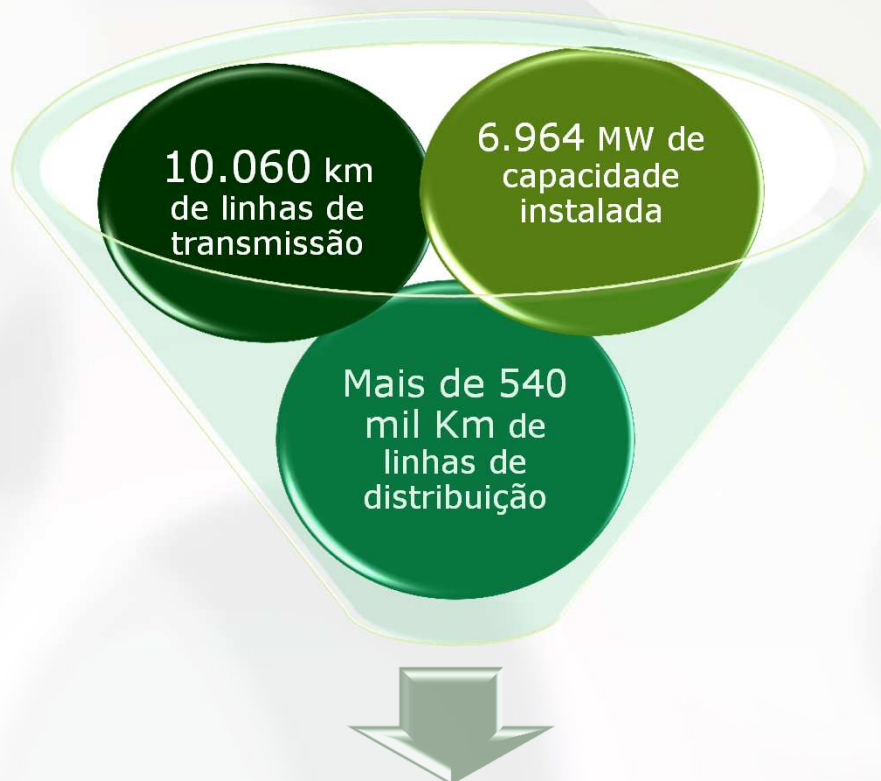 10.060 km
de linhas de
transmissão
6.964 MW de
capacidade
instalada
Mais de 540
mil Km de
linhas de
distribuição